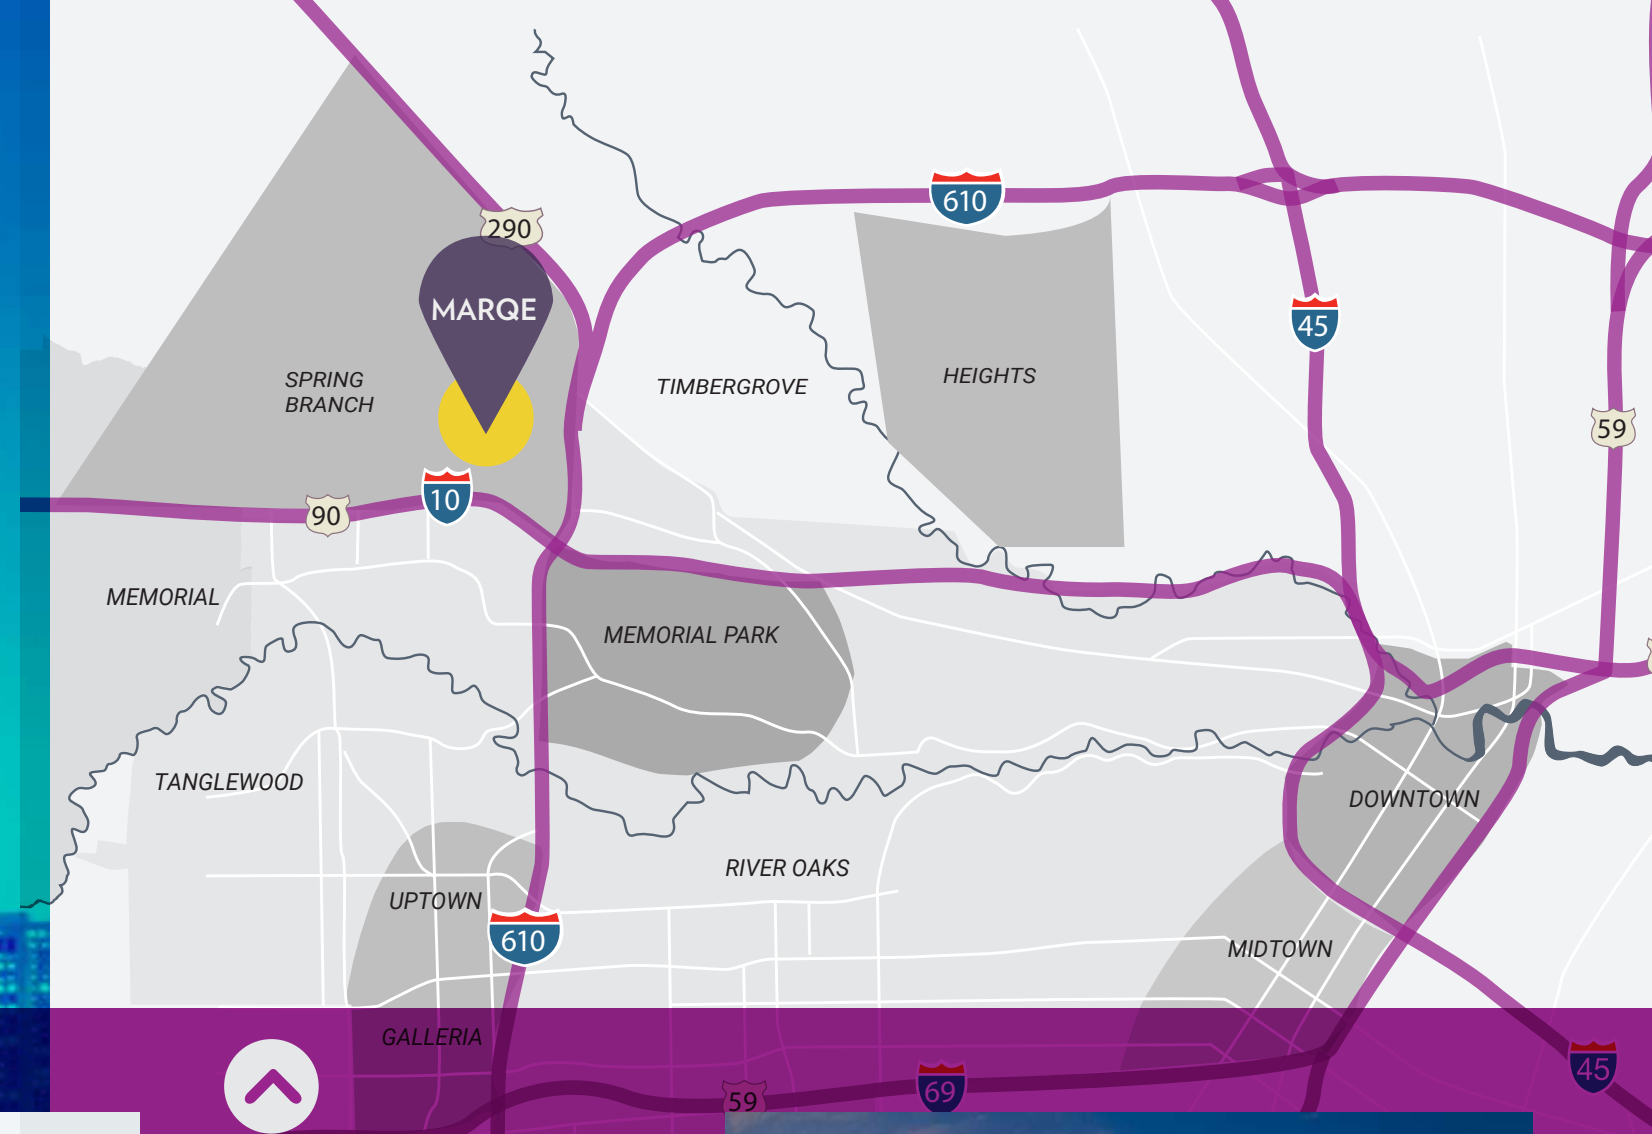 610
290
MARQE
45
HEIGHTS
SPRING
BRANCH
TIMBERGROVE
59
10
90
MEMORIAL
MEMORIAL PARK
TANGLEWOOD
DOWNTOWN
RIVER OAKS
UPTOWN
610
MIDTOWN
GALLERIA
45
69
59